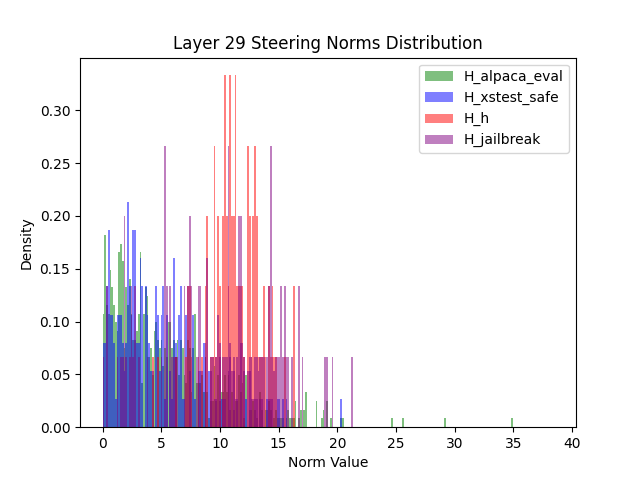 Layer 29 Steering Norms Distribution
H_alpaca_eval
H_xstest_safe
H_h
H_jailbreak
Density
0.30
0.25
0.20
0.15
0.10
0.05
0.00
0 5 10 15 20 25 30 35 40
Norm Value